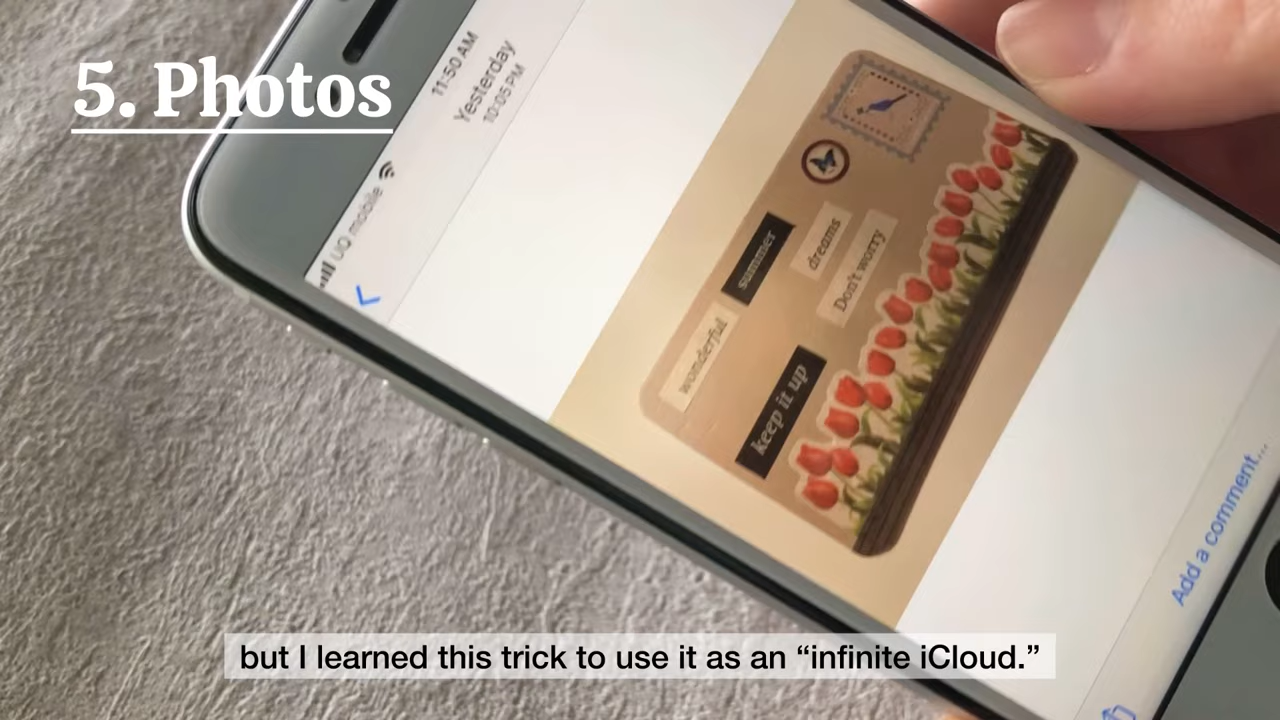 5. Photos
11:50 AM
Yesterday
10:05 PM
UQ mobile
summer
dreams
Don't worry
wonderful
keep it up
Add a comment...
but I learned this trick to use it as an “infinite iCloud.”